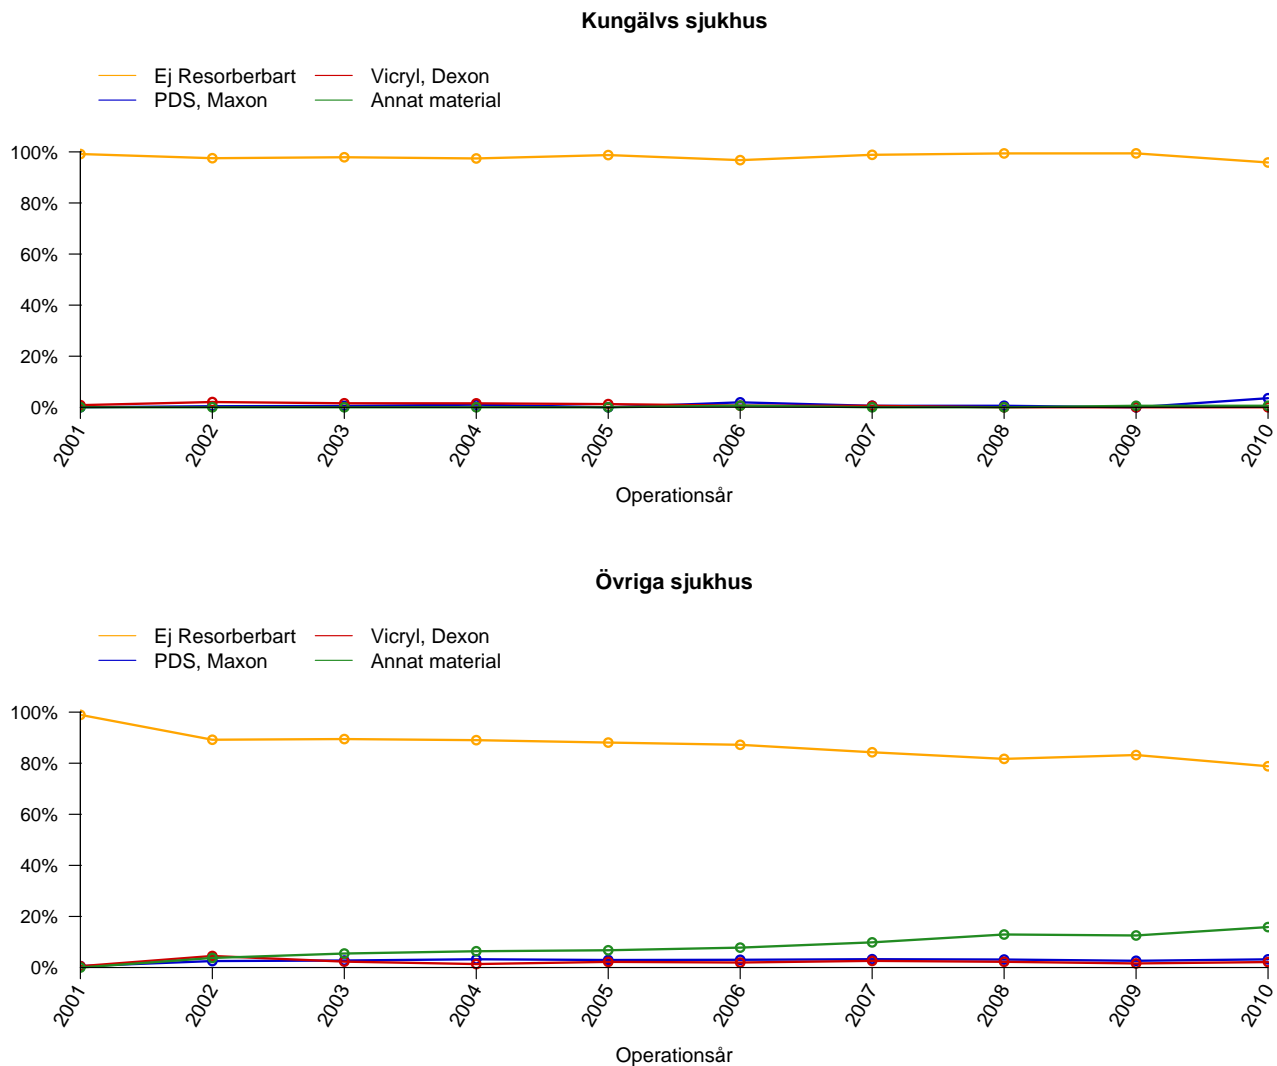 Kungälvs sjukhus
Ej Resorberbart Vicryl, Dexon
PDS, Maxon Annat material
100%
80%
60%
40%
20%
0%
2001 2002 2003 2004 2005 2006 2007 2008 2009 2010
Operationsår
Övriga sjukhus
Ej Resorberbart Vicryl, Dexon
PDS, Maxon Annat material
100%
80%
60%
40%
20%
0%
2001 2002 2003 2004 2005 2006 2007 2008 2009 2010
Operationsår